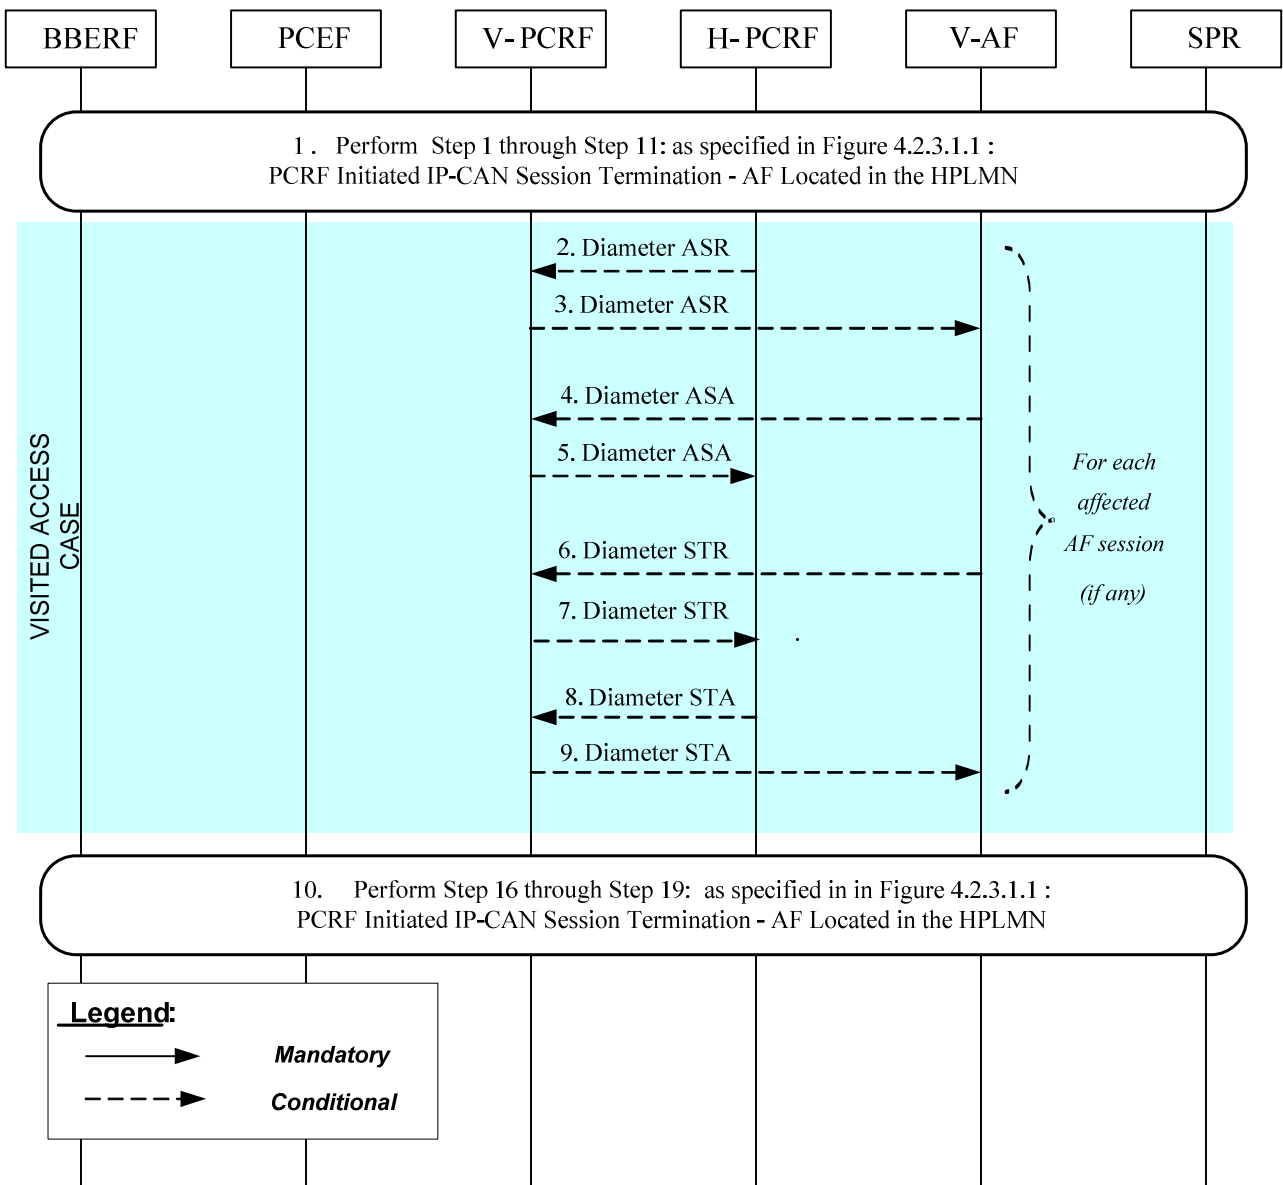 BBERF
PCEF
V-PCRF
H-PCRF
V-AF
SPR
1. Perform Step 1 through Step 11: as specified in Figure 4.2.3.1.1 :
PCRF Initiated IP-CAN Session Termination - AF Located in the HPLMN
VISITED ACCESS
CASE
2. Diameter ASR
3. Diameter ASR
4. Diameter ASA
5. Diameter ASA
6. Diameter STR
7. Diameter STR
8. Diameter STA
9. Diameter STA
For each
affected
AF session
(if any)
10. Perform Step 16 through Step 19: as specified in in Figure 4.2.3.1.1 :
PCRF Initiated IP-CAN Session Termination - AF Located in the HPLMN
Legend:
Mandatory
Conditional